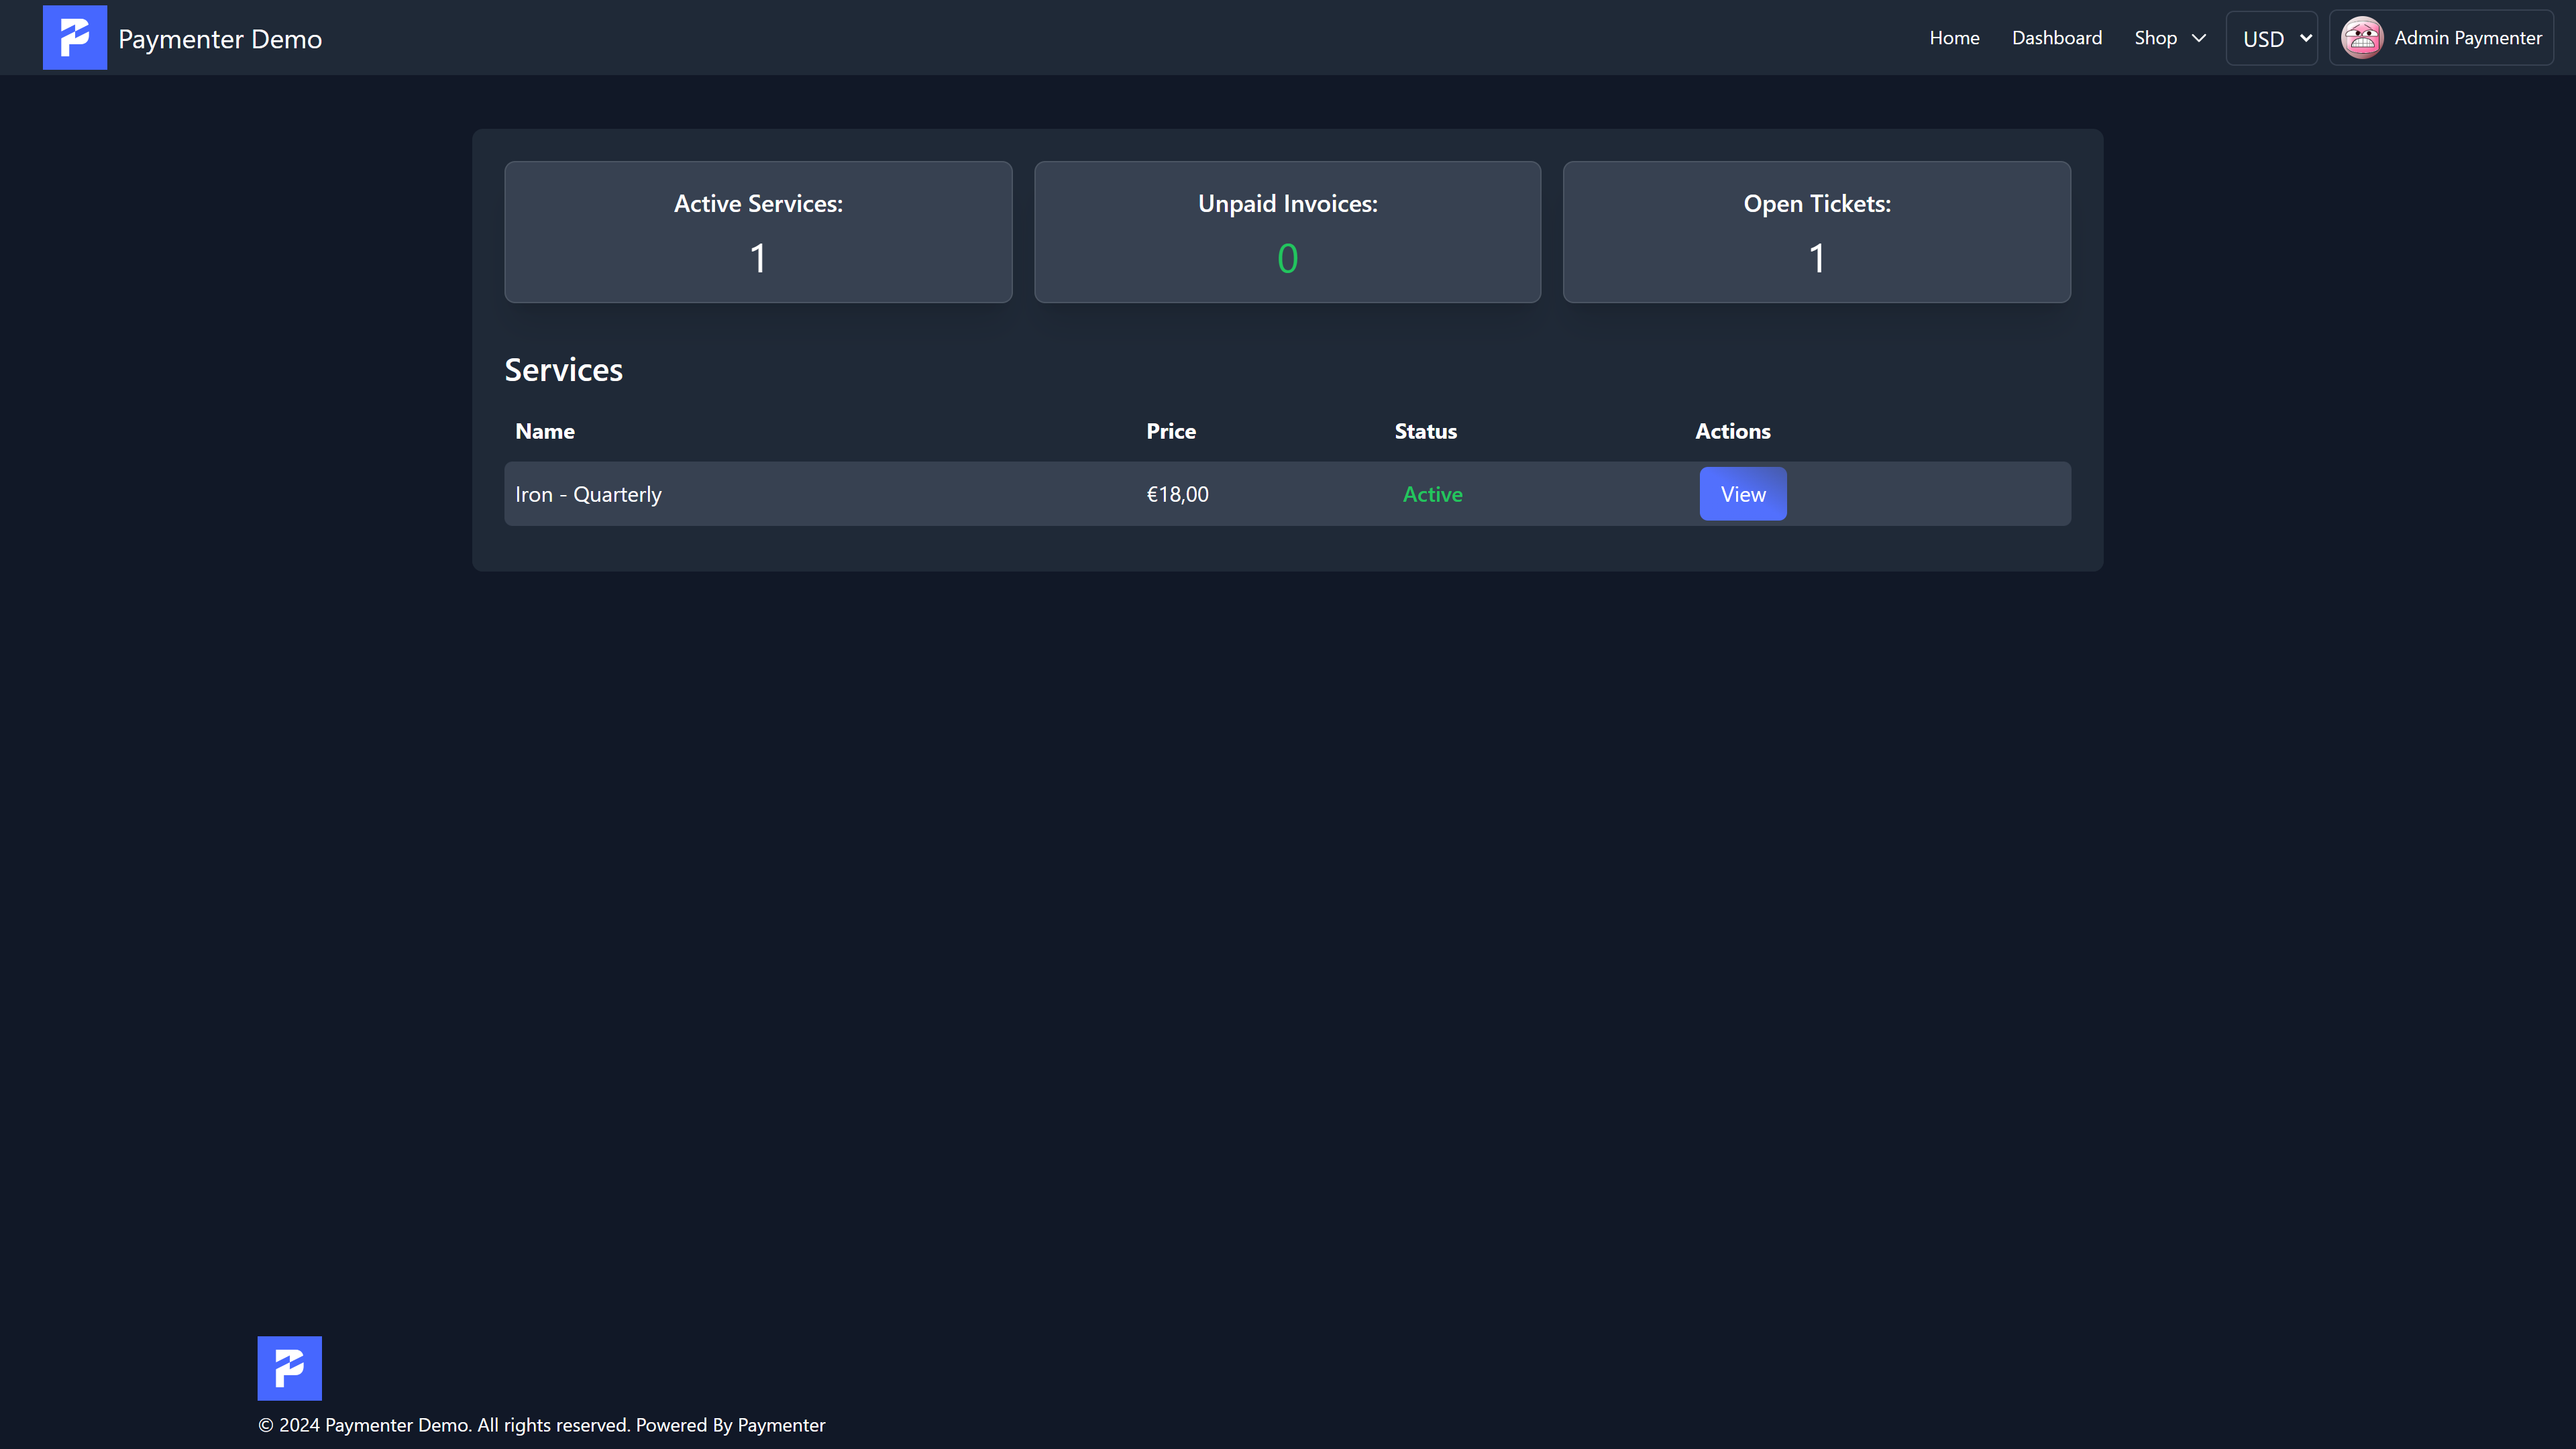 Paymenter Demo
Home Dashboard Shop USD Admin Paymenter
Active Services:
1
Unpaid Invoices:
0
Open Tickets:
1
Services
Name Price Status Actions
Iron - Quarterly €18,00 Active View
© 2024 Paymenter Demo. All rights reserved. Powered By Paymenter